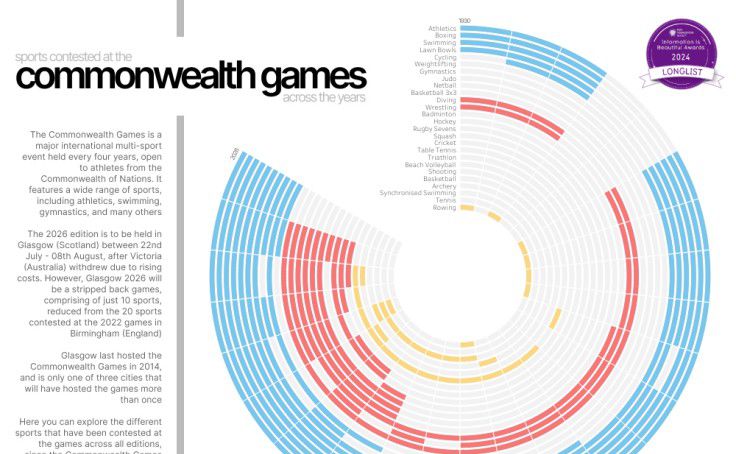 sports contested at the
commonwealth games
across the years
The Commonwealth Games is a
major international multi-sport
event held every four years, open
to athletes from the
Commonwealth of Nations. It
features a wide range of sports,
including athletics, swimming,
gymnastics, and many others
The 2026 edition is to be held in
Glasgow (Scotland) between 22nd
July - 08th August, after Victoria
(Australia) withdrew due to rising
costs. However, Glasgow 2026 will
be a stripped back games,
comprising of just 10 sports,
reduced from the 20 sports
contested at the 2022 games in
Birmingham (England)
Glasgow last hosted the
Commonwealth Games in 2014,
and is only one of three cities that
will have hosted the games more
than once
Here you can explore the different
sports that have been contested at
the games across all editions,
since the Commonwealth Games
1930
Athletics
Boxing
Swimming
Lawn Bowls
Cycling
Weightlifting
Gymnastics
Judo
Netball
Basketball 3x3
Diving
Wrestling
Badminton
Hockey
Rugby Sevens
Squash
Cricket
Table Tennis
Triathlon
Beach Volleyball
Shooting
Basketball
Archery
Synchronised Swimming
Tennis
Rowing
2026
Information is
Beautiful Awards
2024
LONGLIST